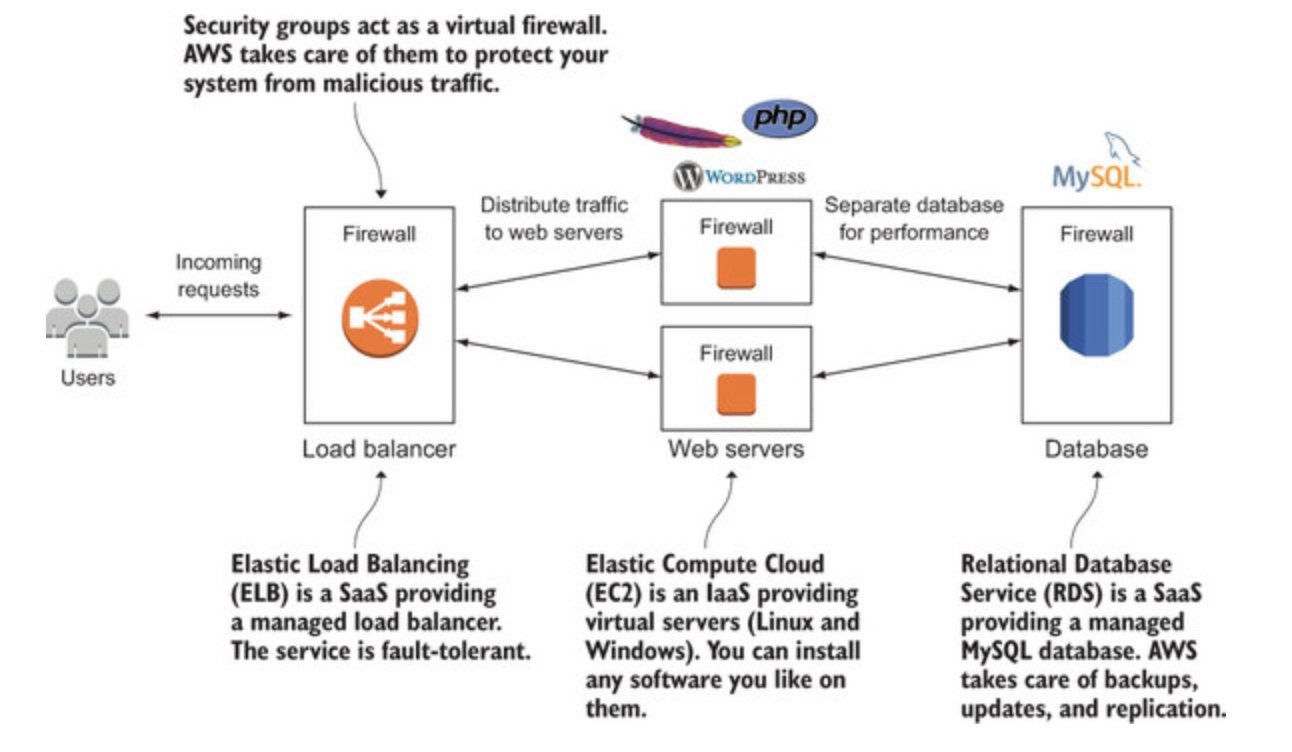 Security groups act as a virtual firewall.
AWS takes care of them to protect your
system from malicious traffic.
php
WORDPRESS
MySQL.
Distribute traffic
to web servers
Separate database
for performance
Firewall
Firewall
Firewall
Incoming
requests
Firewall
Users
Load balancer
Web servers
Database
Elastic Load Balancing
(ELB) is a SaaS providing
a managed load balancer.
The service is fault-tolerant.
Elastic Compute Cloud
(EC2) is an IaaS providing
virtual servers (Linux and
Windows). You can install
any software you like on
them.
Relational Database
Service (RDS) is a SaaS
providing a managed
MySQL database. AWS
takes care of backups,
updates, and replication.